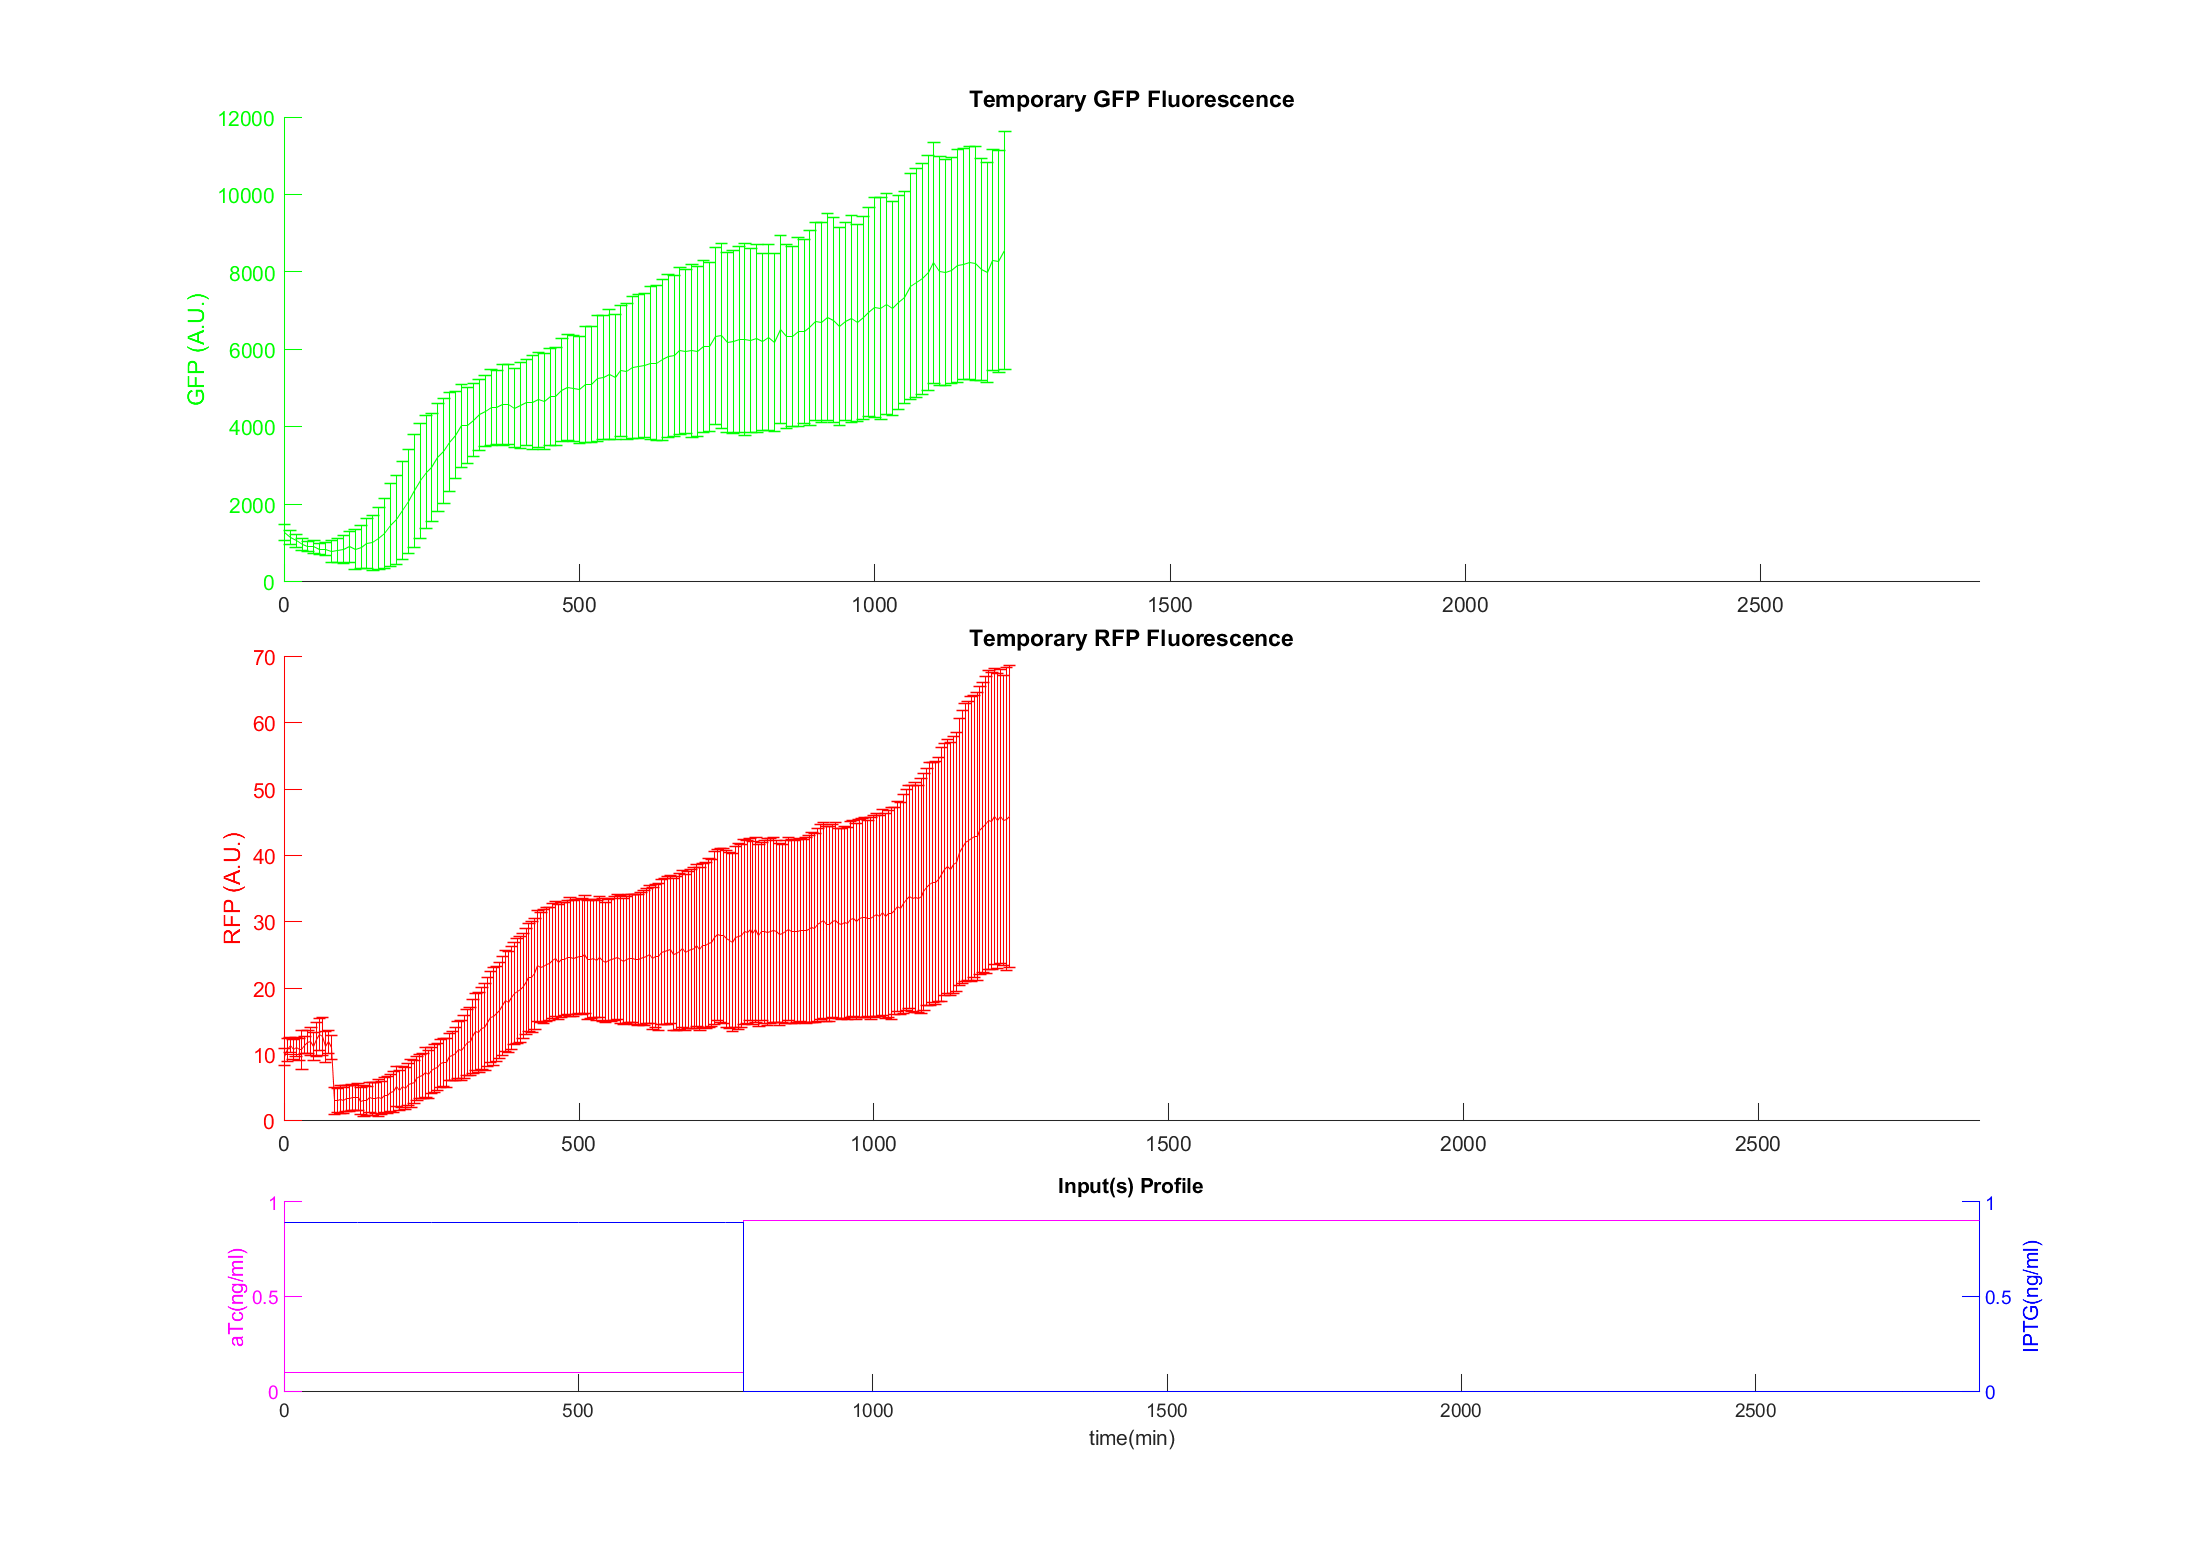 Temporary GFP Fluorescence
12000
10000
8000
6000
4000
2000
0
GFP (A.U.)
0 500 1000 1500 2000 2500
Temporary RFP Fluorescence
70
60
50
40
30
20
10
0
RFP (A.U.)
0 500 1000 1500 2000 2500
Input(s) Profile
1
0.5
0
aTc(ng/ml)
1
0.5
0
IPTG(ng/ml)
0 500 1000 1500 2000 2500
time(min)